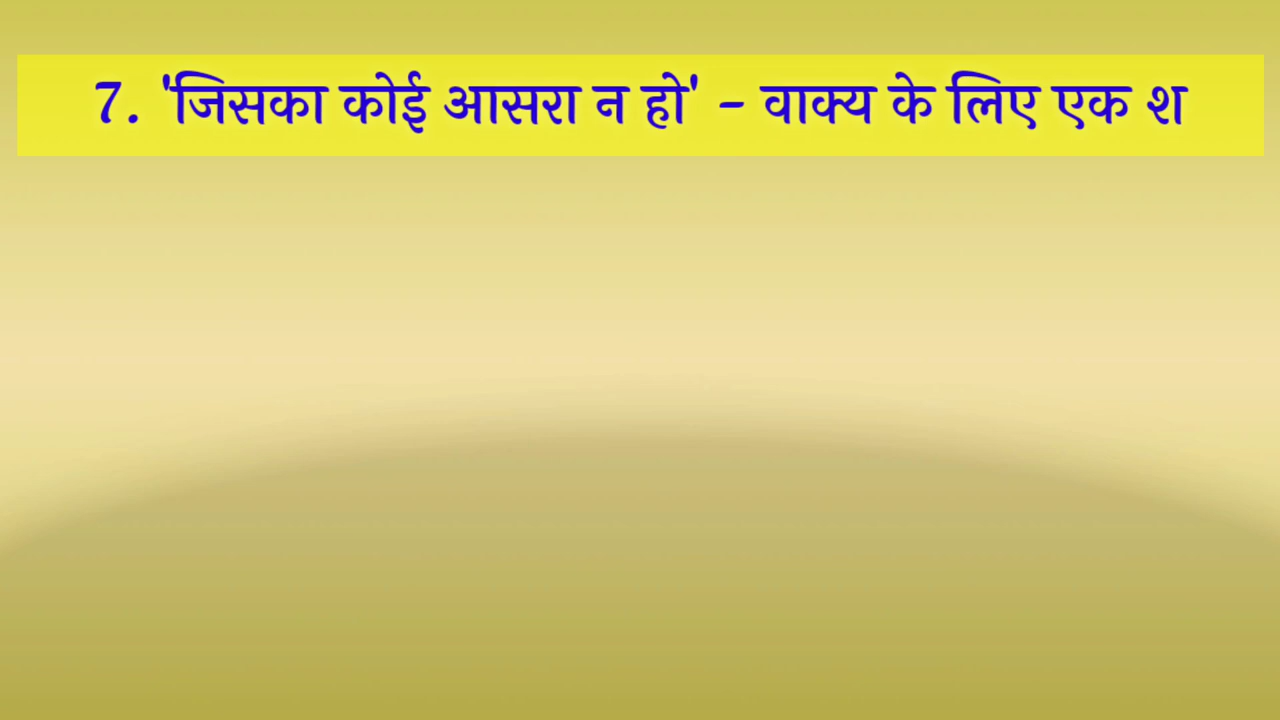 7. 'जिसका कोई आसरा न हो' - वाक्य के लिए एक श